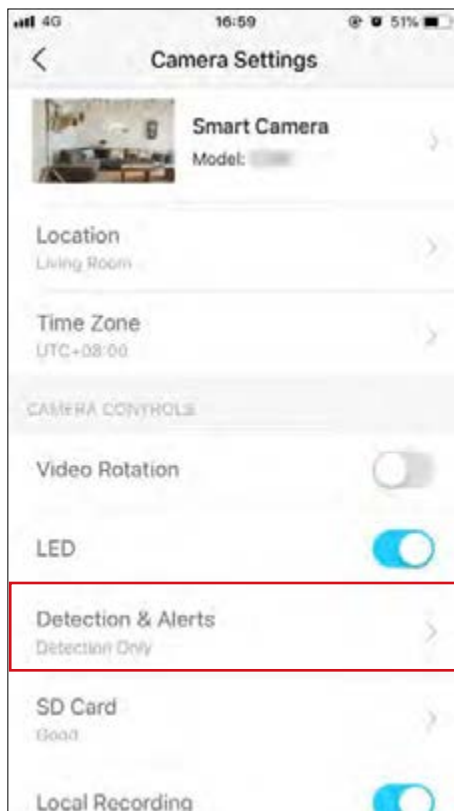 4G 16:59 51%
Camera Settings
Smart Camera
Model:
Location
Living Room
Time Zone
UTC+08:00
CAMERA CONTROLS
Video Rotation
LED
Detection & Alerts
Detection Only
SD Card
Good
Local Recording